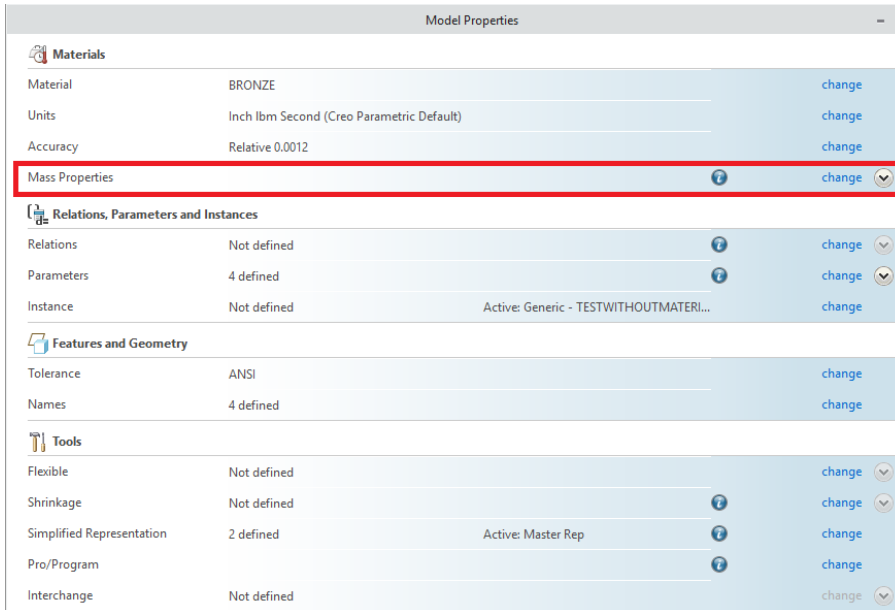 Model Properties
Materials
Material BRONZE change
Units Inch lbm Second (Creo Parametric Default) change
Accuracy Relative 0.0012 change
Mass Properties change
Relations, Parameters and Instances
Relations Not defined change
Parameters 4 defined change
Instance Not defined Active: Generic - TESTWITHOUTMATERI... change
Features and Geometry
Tolerance ANSI change
Names 4 defined change
Tools
Flexible Not defined change
Shrinkage Not defined change
Simplified Representation 2 defined Active: Master Rep change
Pro/Program change
Interchange Not defined change